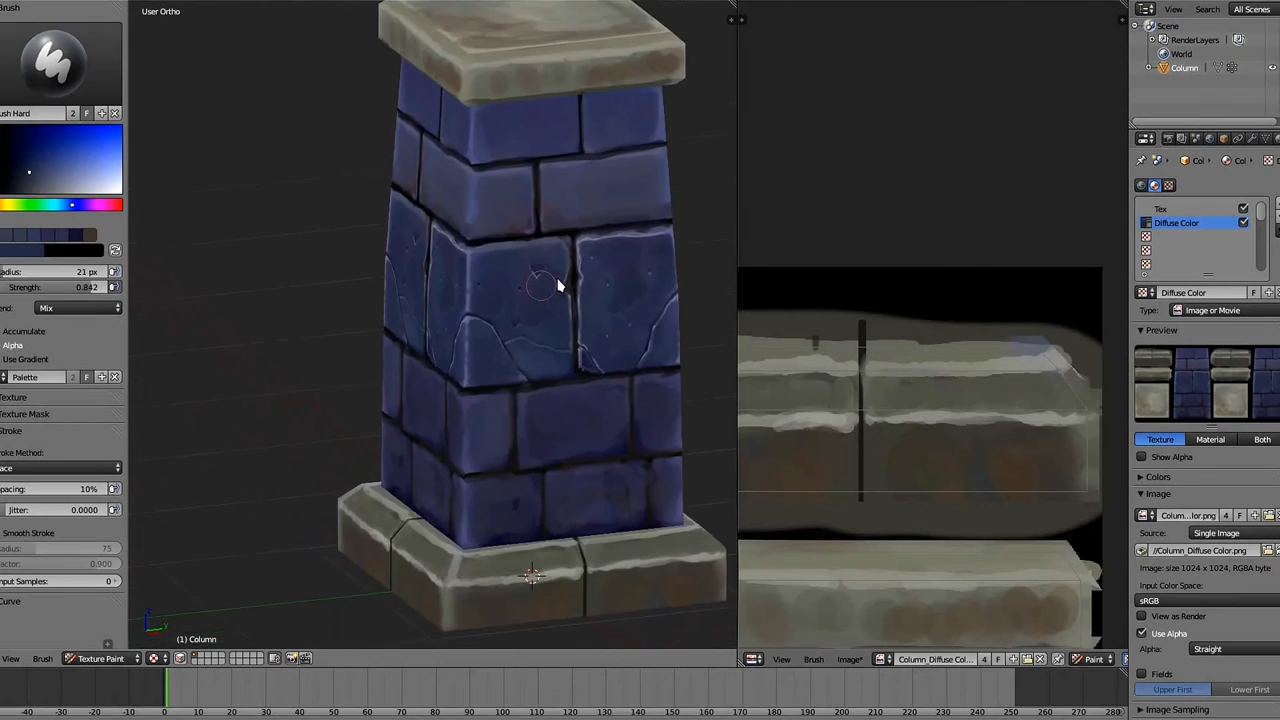 Brush
ush Hard 2 F
adius: 21 px
Strength: 0.842
end: Mix
Accumulate
Alpha
Use Gradient
Palette 2 F
Texture
Texture Mask
Stroke
roke Method:
ace
pacing: 10%
Jitter: 0.0000
Smooth Stroke
adius: 75
actor: 0.900
nput Samples: 0
Curve
User Ortho
(1) Column
iew Brush Texture Paint
View Brush Image* Column_Diffuse Col... 4 F Paint
-40 -30 -20 -10 0 10 20 30 40 50 60 70 80 90 100 110 120 130 140 150 160 170 180 190 200 210 220 230 240 250 260 270 280
View Search All Scenes
Scene
RenderLayers
World
Column
Col Col
Tex
Diffuse Color
Diffuse Color F
Type: Image or Movie
Preview
Texture Material Both
Show Alpha
Colors
Image
Colum...lor.png 4 F
Source: Single Image
//Column_Diffuse Color.png
Image: size 1024 x 1024, RGBA byte
Input Color Space:
sRGB
View as Render
Use Alpha
Alpha: Straight
Fields
Upper First Lower First
Image Sampling